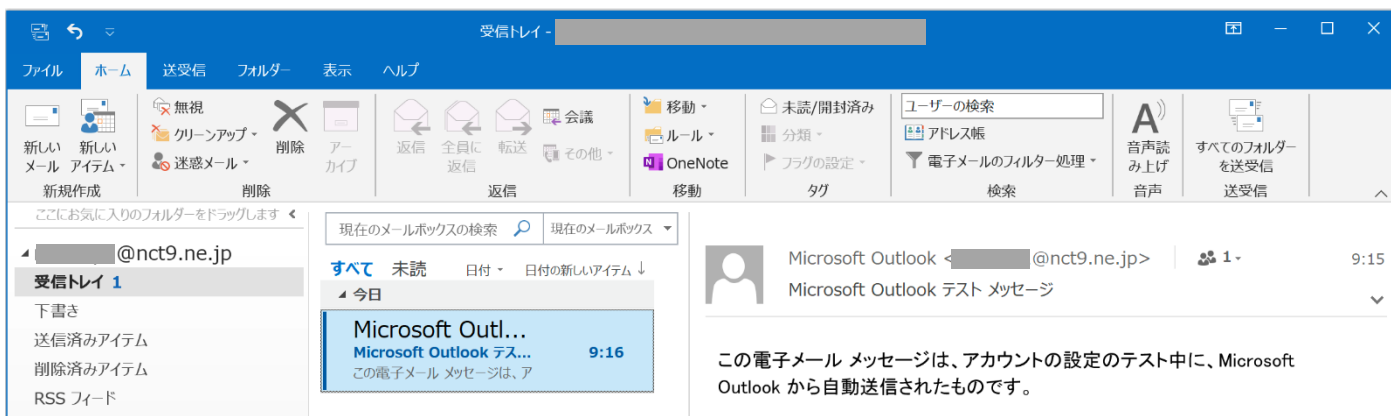 受信トレイ -
ファイル ホーム 送受信 フォルダー 表示 ヘルプ
新しい
メール
新しい
アイテム
新規作成
無視
クリーンアップ
迷惑メール
削除
アー
カイブ
削除
返信
全員に
返信
転送
会議
その他
返信
移動
ルール
OneNote
移動
未読/開封済み
分類
フラグの設定
タグ
ユーザーの検索
アドレス帳
電子メールのフィルター処理
検索
A
音声読
み上げ
音声
すべてのフォルダー
を送受信
送受信
ここにお気に入りのフォルダーをドラッグします
@nct9.ne.jp
受信トレイ 1
下書き
送信済みアイテム
削除済みアイテム
RSS フィード
現在のメールボックスの検索 現在のメールボックス
すべて 未読 日付 日付の新しいアイテム ↓
今日
Microsoft Outl...
Microsoft Outlook テス... 9:16
この電子メール メッセージは、ア
Microsoft Outlook < @nct9.ne.jp> 1 9:15
Microsoft Outlook テスト メッセージ
この電子メール メッセージは、アカウントの設定のテスト中に、Microsoft
Outlook から自動送信されたものです。